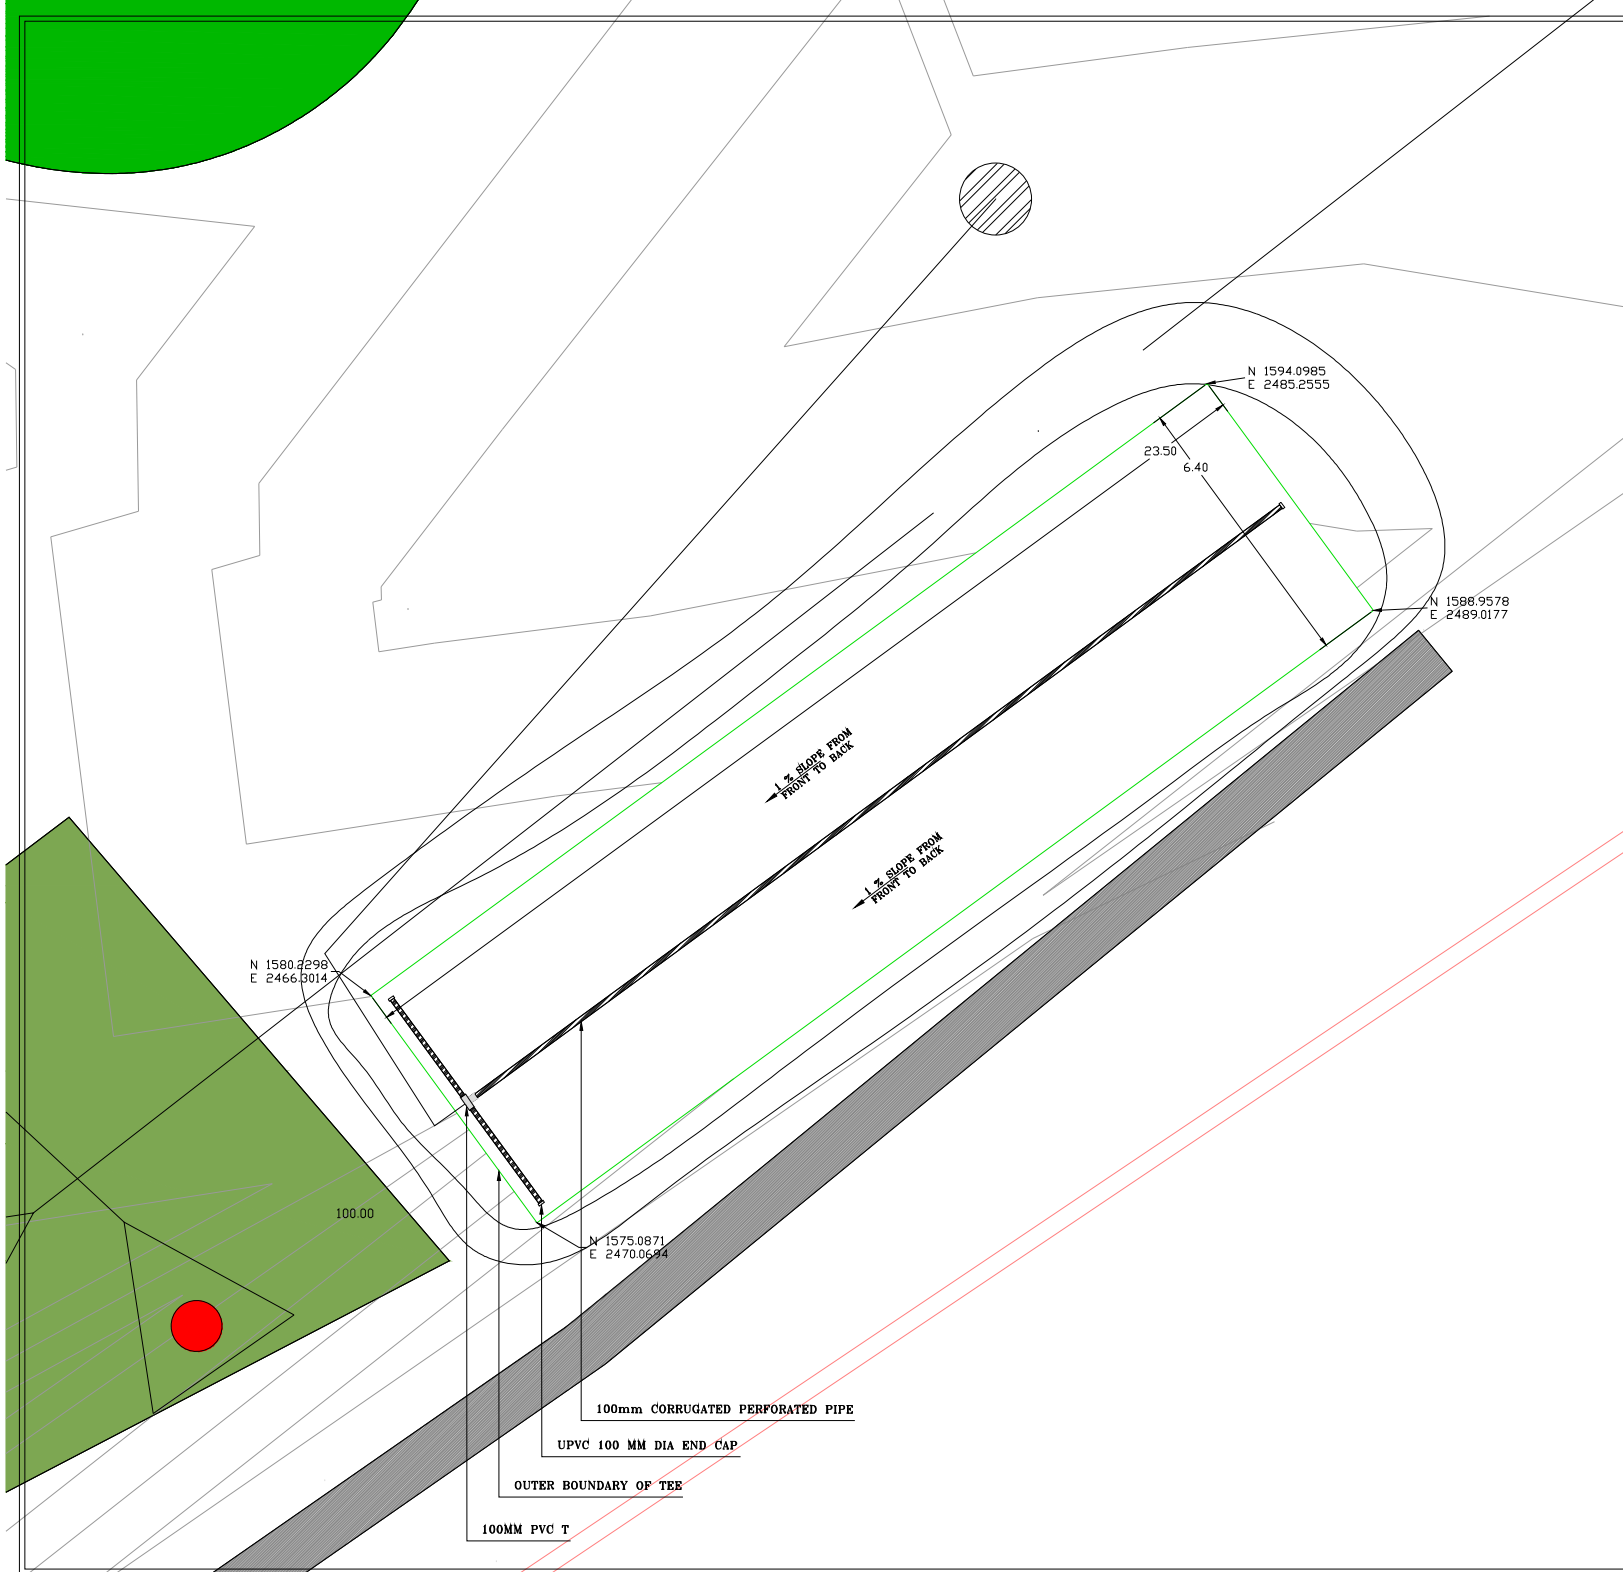 N 1594.0985
E 2485.2555
23.50
6.40
N 1588.9578
E 2489.0177
1 % SLOPE FROM
FRONT TO BACK
1 % SLOPE FROM
FRONT TO BACK
N 1580.2298
E 2466.3014
100.00
N 1575.0871
E 2470.0694
100mm CORRUGATED PERFORATED PIPE
UPVC 100 MM DIA END CAP
OUTER BOUNDARY OF TEE
100MM PVC T